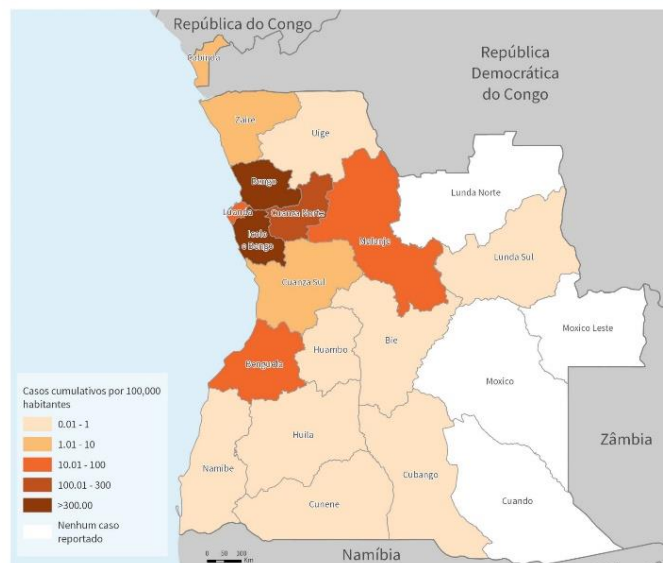 República do Congo
Cabinda
República
Democrática
do Congo
Zaire
Uige
Bengo
Lunda Norte
Luanda
Cuanza Norte
Icolo
e Bengo
Malanje
Lunda Sul
Cuanza Sul
Moxico Leste
Huambo
Bie
Benguela
Moxico
Casos cumulativos por 100,000
habitantes
0.01 - 1
1.01 - 10
10.01 - 100
100.01 - 300
>300.00
Nenhum caso
reportado
Huila
Zâmbia
Namibe
Cubango
Cuando
Cunene
Namíbia